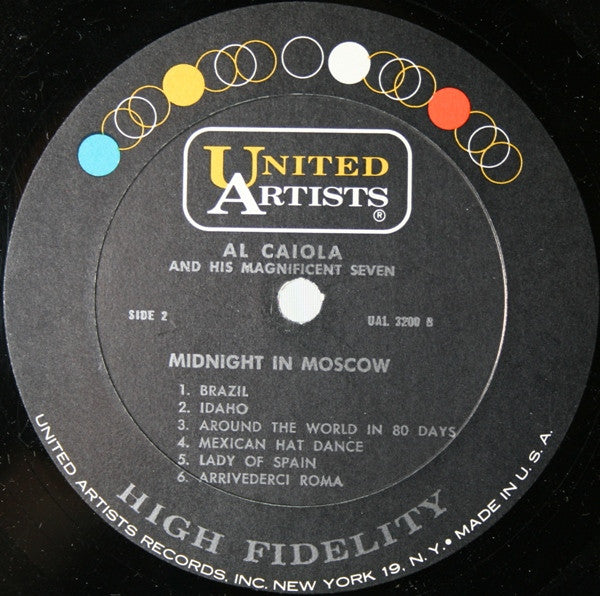 UNITED
ARTISTS
®
AL CAIOLA
AND HIS MAGNIFICENT SEVEN
SIDE 2
UAL 3200 B
MIDNIGHT IN MOSCOW
1. BRAZIL
2. IDAHO
3. AROUND THE WORLD IN 80 DAYS
4. MEXICAN HAT DANCE
5. LADY OF SPAIN
6. ARRIVEDERCI ROMA
HIGH FIDELITY
UNITED ARTISTS RECORDS, INC. NEW YORK 19, N.Y. • MADE IN U.S.A.